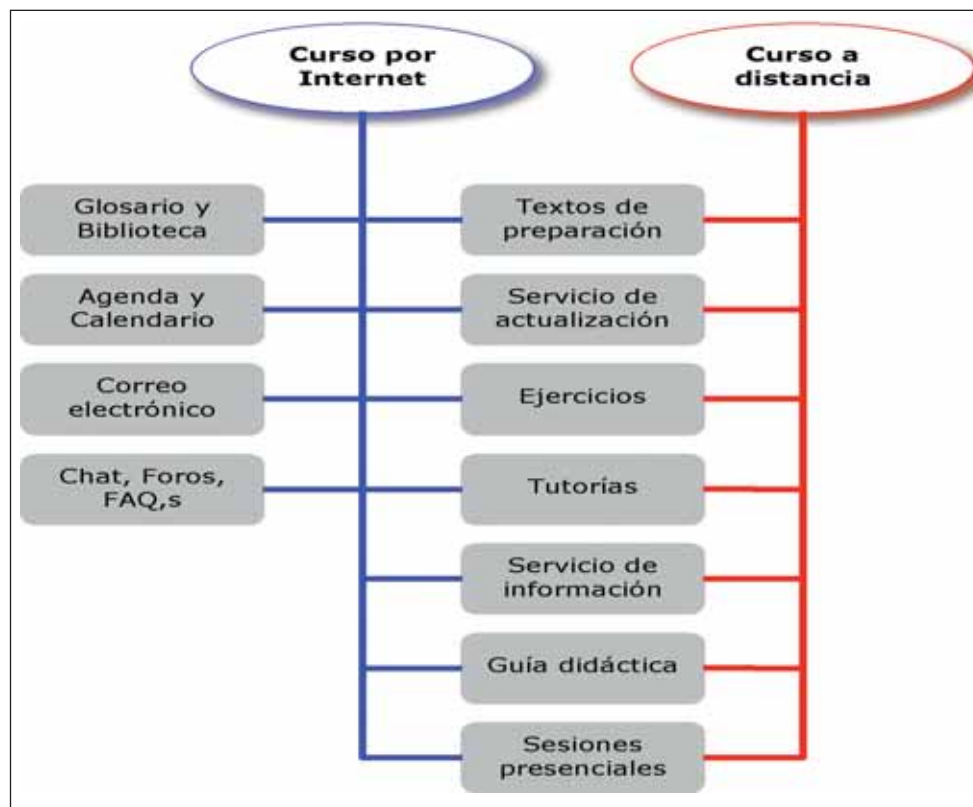 Curso por
Internet
Curso a
distancia
Glosario y
Biblioteca
Textos de
preparación
Agenda y
Calendario
Servicio de
actualización
Correo
electrónico
Ejercicios
Chat, Foros,
FAQ,s
Tutorías
Servicio de
información
Guía didáctica
Sesiones
presenciales